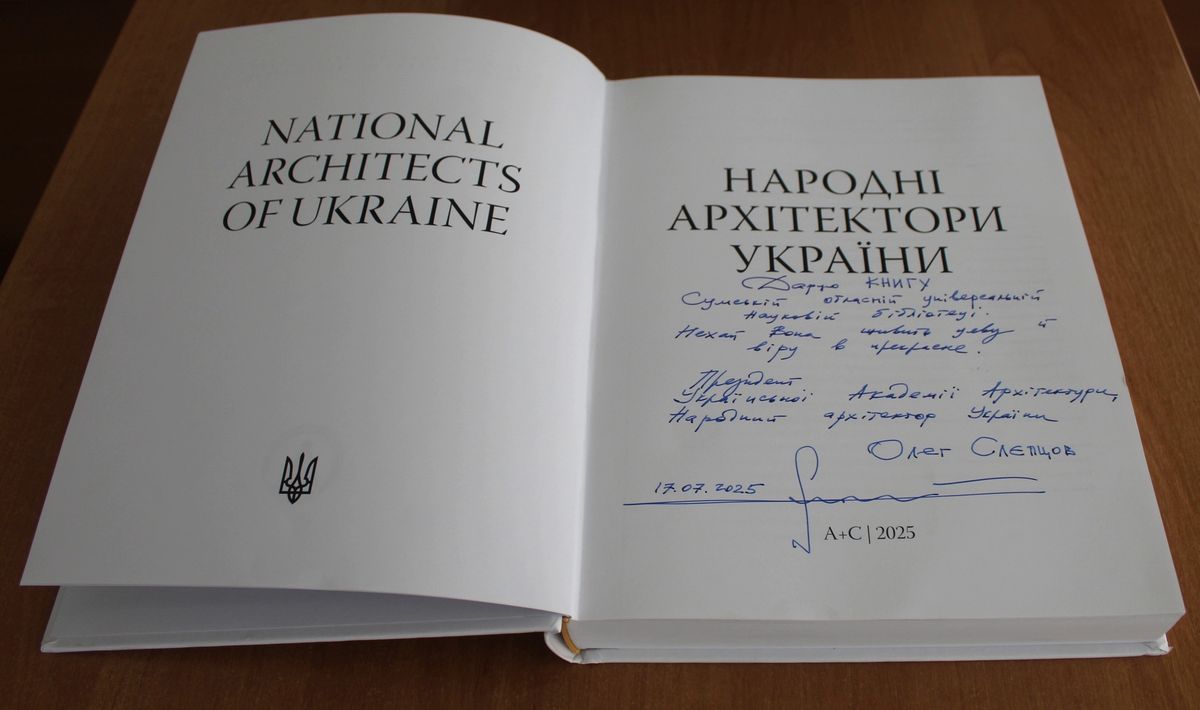 NATIONAL
ARCHITECTS
OF UKRAINE
НАРОДНІ
АРХІТЕКТОРИ
УКРАЇНИ
Дарую КНИГУ
Сумській обласній універсальній
науковій бібліотеці.
Нехай вона живить уяву й
віру в прекрасне.
Президент
Української Академії Архітектури,
Народний архітектор України
Олег Слєпцов
17.07.2025
A+C | 2025